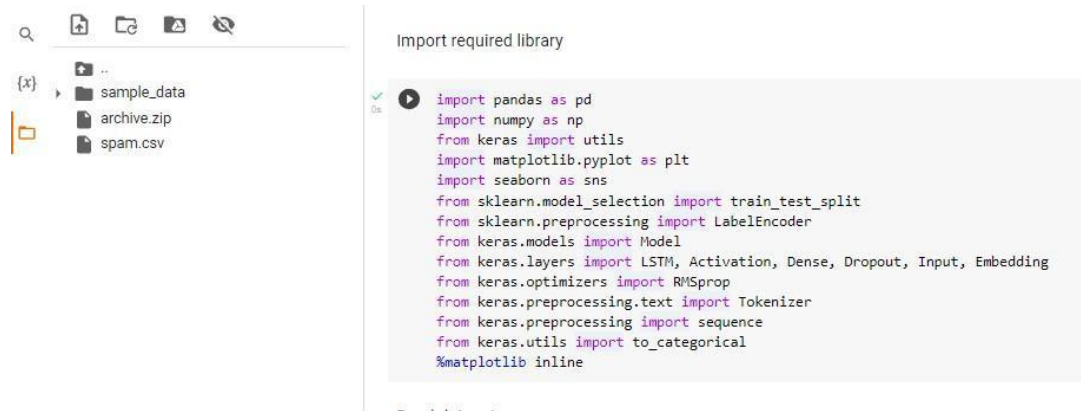 {x}
..
sample_data
archive.zip
spam.csv
Import required library
0s
import pandas as pd
import numpy as np
from keras import utils
import matplotlib.pyplot as plt
import seaborn as sns
from sklearn.model_selection import train_test_split
from sklearn.preprocessing import LabelEncoder
from keras.models import Model
from keras.layers import LSTM, Activation, Dense, Dropout, Input, Embedding
from keras.optimizers import RMSprop
from keras.preprocessing.text import Tokenizer
from keras.preprocessing import sequence
from keras.utils import to_categorical
%matplotlib inline